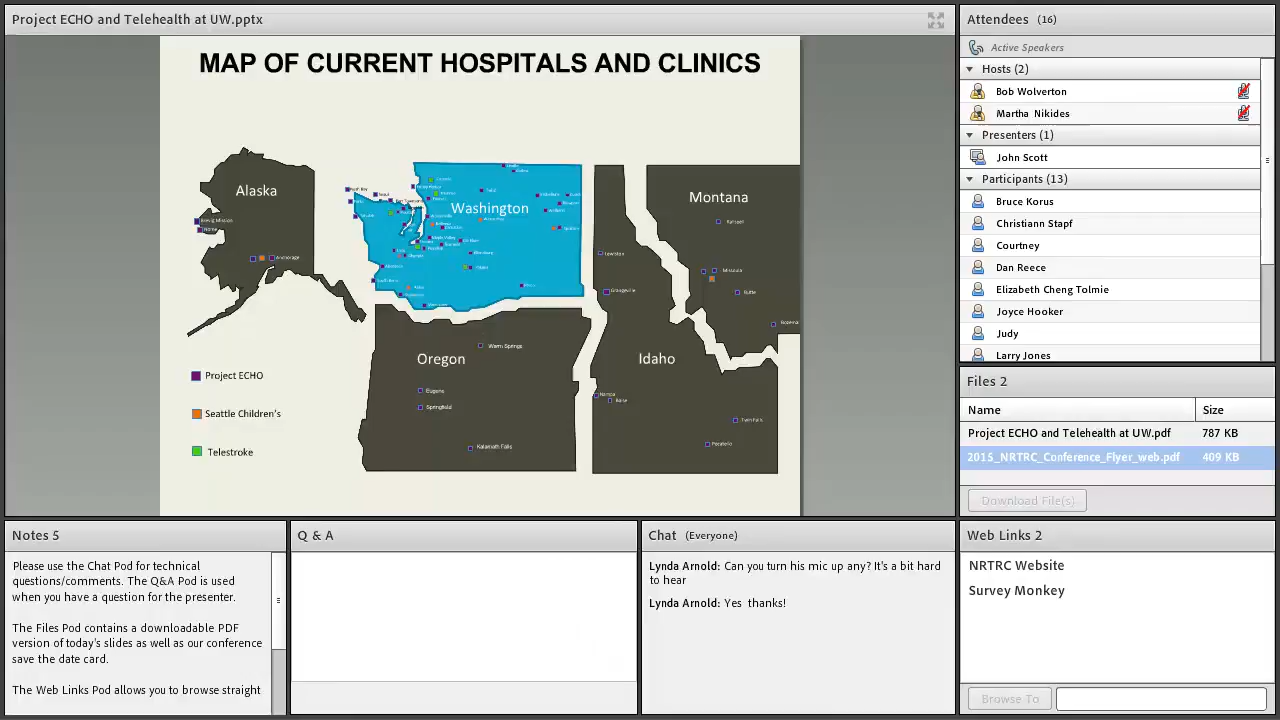 Project ECHO and Telehealth at UW.pptx
MAP OF CURRENT HOSPITALS AND CLINICS
Alaska
Brevig Mission
Nome
Anchorage
Washington
Montana
Kalispell
Missoula
Butte
Bozeman
Lewiston
Grangeville
Oregon
Warm Springs
Eugene
Springfield
Kalamath Falls
Idaho
Nampa
Boise
Twin Falls
Pocatello
Project ECHO
Seattle Children's
Telestroke
Attendees (16)
Active Speakers
Hosts (2)
Bob Wolverton
Martha Nikides
Presenters (1)
John Scott
Participants (13)
Bruce Korus
Christiani Stapf
Courtney
Dan Reece
Elizabeth Cheng Tolmie
Joyce Hooker
Judy
Larry Jones
Files 2
Name Size
Project ECHO and Telehealth at UW.pdf 787 KB
2015_NRTRC_Conference_Flyer_web.pdf 409 KB
Download File(s)
Notes 5
Please use the Chat Pod for technical
questions/comments. The Q&A Pod is used
when you have a question for the presenter.
The Files Pod contains a downloadable PDF
version of today's slides as well as our conference
save the date card.
The Web Links Pod allows you to browse straight
Q & A
Chat (Everyone)
Lynda Arnold: Can you turn his mic up any? It's a bit hard
to hear
Lynda Arnold: Yes thanks!
Web Links 2
NRTRC Website
Survey Monkey
Browse To